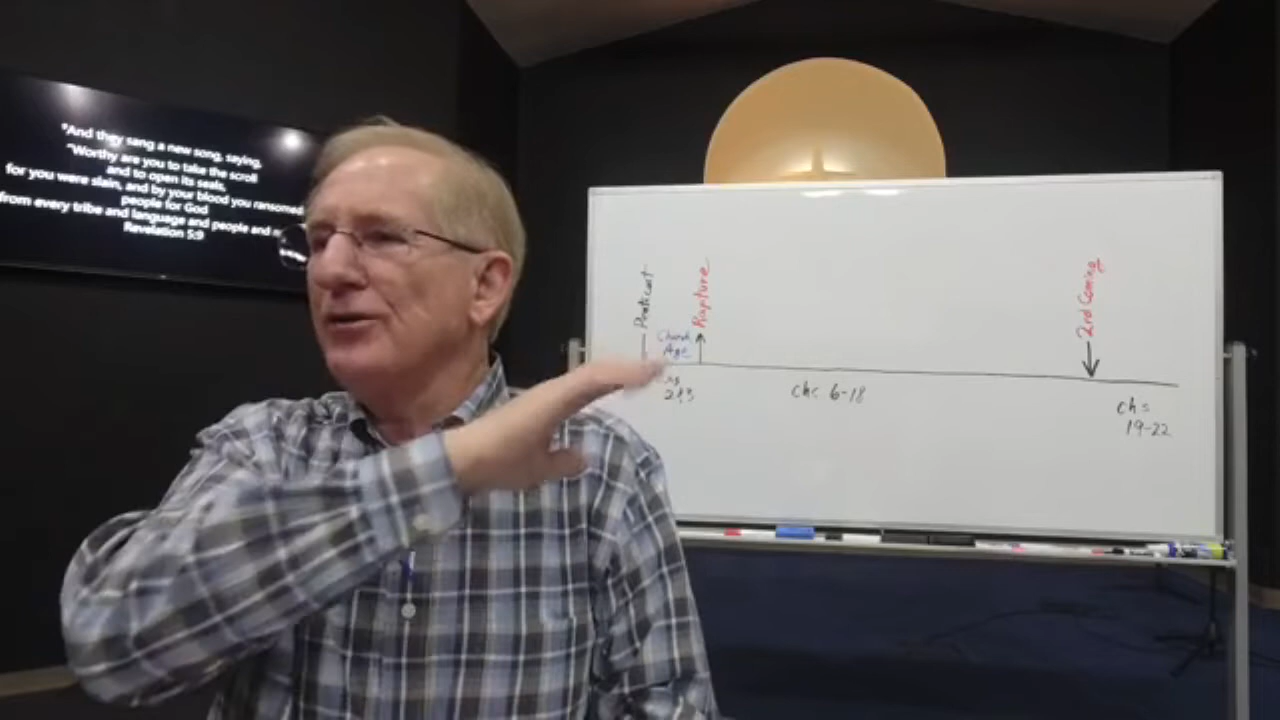 "And they sang a new song, saying,
"Worthy are you to take the scroll
and to open its seals,
for you were slain, and by your blood you ransomed
people for God
from every tribe and language and people and
Revelation 5:9
Penticost
Rapture
Church
Age
2&3
chs 6-18
2nd Coming
chs
19-22